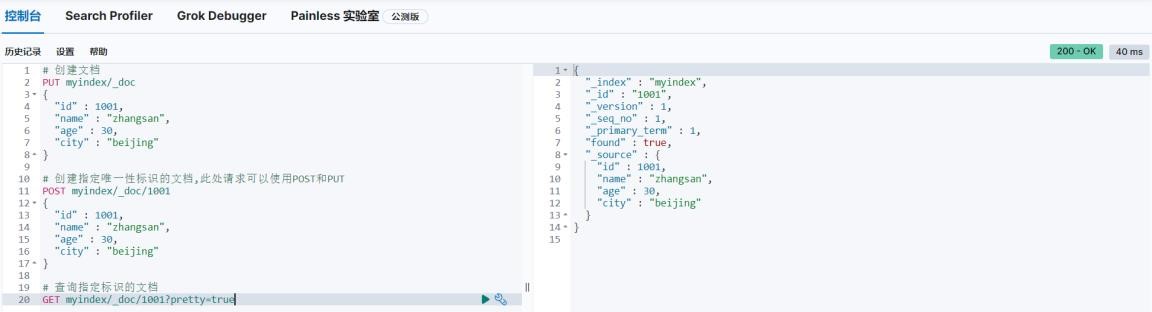 控制台 Search Profiler Grok Debugger Painless 实验室 公测版
历史记录 设置 帮助 200 - OK 40 ms
1 # 创建文档
2 PUT myindex/_doc
3 {
4 "id" : 1001,
5 "name" : "zhangsan",
6 "age" : 30,
7 "city" : "beijing"
8 }
9
10 # 创建指定唯一性标识的文档,此处请求可以使用POST和PUT
11 POST myindex/_doc/1001
12 {
13 "id" : 1001,
14 "name" : "zhangsan",
15 "age" : 30,
16 "city" : "beijing"
17 }
18
19 # 查询指定标识的文档
20 GET myindex/_doc/1001?pretty=true
1 {
2 "_index" : "myindex",
3 "_id" : "1001",
4 "_version" : 1,
5 "_seq_no" : 1,
6 "_primary_term" : 1,
7 "found" : true,
8 "_source" : {
9 "id" : 1001,
10 "name" : "zhangsan",
11 "age" : 30,
12 "city" : "beijing"
13 }
14 }
15